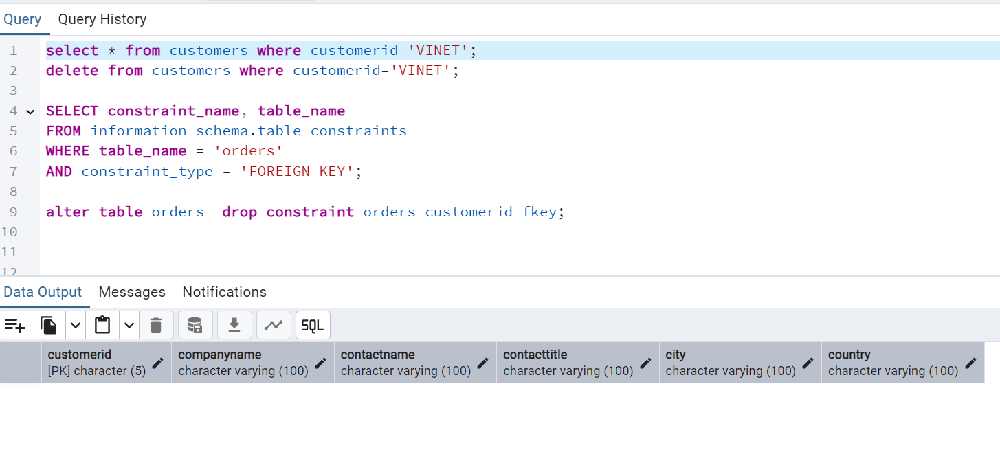 Query Query History
1 select * from customers where customerid='VINET';
2 delete from customers where customerid='VINET';
3
4 SELECT constraint_name, table_name
5 FROM information_schema.table_constraints
6 WHERE table_name = 'orders'
7 AND constraint_type = 'FOREIGN KEY';
8
9 alter table orders  drop constraint orders_customerid_fkey;
10
11
12
Data Output Messages Notifications
SQL
customerid companyname contactname contacttitle city country
[PK] character (5) character varying (100) character varying (100) character varying (100) character varying (100) character varying (100)